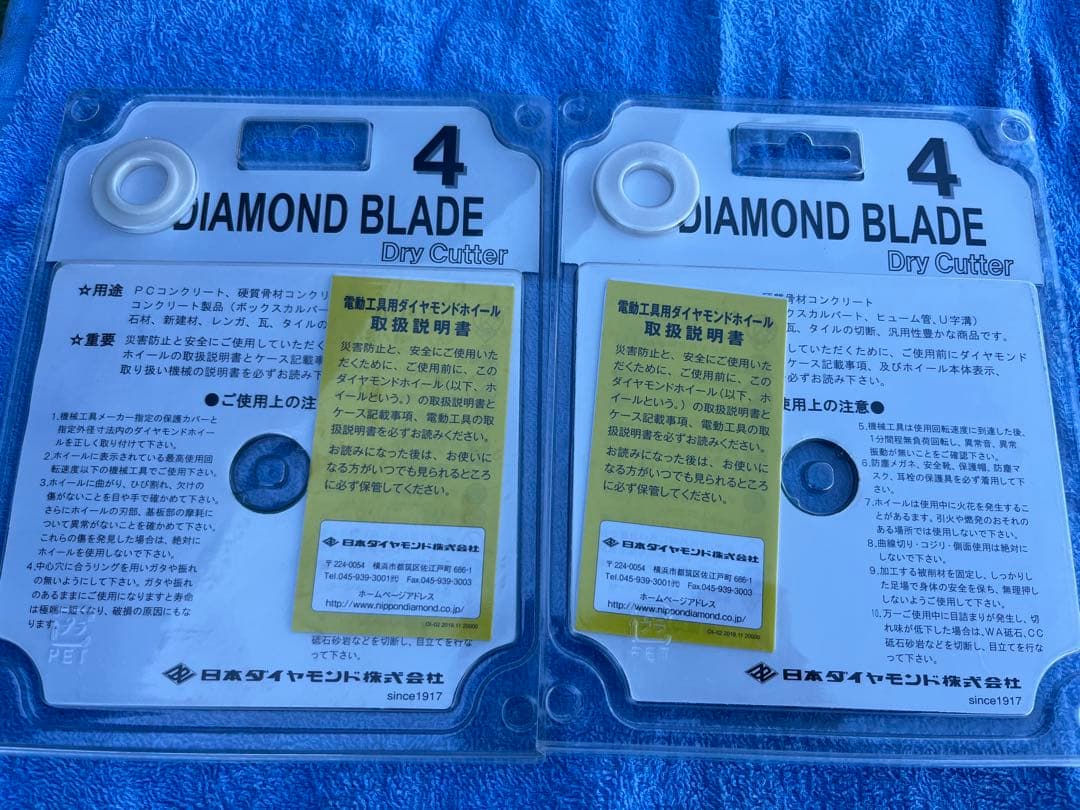 4
DIAMOND BLADE
Dry Cutter
☆用途 PCコンクリート、硬質骨材コンクリ
コンクリート製品(ボックスカルバー
石材、新建材、レンガ、瓦、タイルの
☆重要 災害防止と安全にご使用していただく
ホイールの取扱説明書とケース記載事
取り扱い機械の説明書を必ずお読み下
●ご使用上の注
1.機械工具メーカー指定の保護カバーと
指定外径寸法内のダイヤモンドホイー
ルを正しく取り付けて下さい。
2.ホイールに表示されている最高使用回
転速度以下の機械工具でご使用下さい。
3.ホイールに曲がり、ひび割れ、欠けの
傷がないことを目や手で確かめて下さい。
さらにホイールの刃部、基板部の摩耗に
ついて異常がないことを確かめて下さい。
これらの傷を発見した場合は、絶対に
ホイールを使用しないで下さい。
4.中心穴に合うリングを用いガタや振れ
の無いようにして下さい。ガタや振れ
のあるままでご使用になりますと寿命
は極端に短くなり、破損の原因にもな
ります。
プラ
PET
電動工具用ダイヤモンドホイール
取扱説明書
災害防止と、安全にご使用いた
だくために、ご使用前に、この
ダイヤモンドホイール(以下、ホ
イールという。)の取扱説明書と
ケース記載事項、電動工具の取
扱説明書を必ずお読みください。
お読みになった後は、お使いに
なる方がいつでも見られるところ
に必ず保管してください。
日本ダイヤモンド株式会社
〒224-0054 横浜市都筑区佐江戸町 686-1
Tel.045-939-3001㈹ Fax.045-939-3003
ホームページアドレス
http://www.nippondiamond.co.jp/
OI-02 2019.11 20000
砥石砂岩などを切断し、目立てを行な
って下さい。
日本ダイヤモンド株式会社
since1917
4
DIAMOND BLADE
Dry Cutter
硬質骨材コンクリート
クスカルバート、ヒューム管、U字溝)
瓦、タイルの切断、汎用性豊かな商品です。
していただくために、ご使用前にダイヤモンド
ケース記載事項、及びホイール本体表示、
必ずお読み下さい。
使用上の注意●
5.機械工具は使用回転速度に到達した後、
1分間程無負荷回転し、異常音、異常
振動が無いことをご確認下さい。
6.防塵メガネ、安全靴、保護帽、防塵マ
スク、耳栓の保護具を必ず着用して下
さい。
7.ホイールは使用中に火花を発生するこ
とがあります。引火や燃発のおそれの
ある場所では使用しないで下さい。
8.曲線切り・コジリ・側面使用は絶対に
しないで下さい。
9.加工する被削材を固定し、しっかりし
た足場で身体の安全を保ち、無理押し
しないようご使用して下さい。
10.万一ご使用中に目詰まりが発生し、切
れ味が低下した場合は、WA砥石、CC
砥石砂岩などを切断し、目立てを行なっ
て下さい。
電動工具用ダイヤモンドホイール
取扱説明書
災害防止と、安全にご使用いた
だくために、ご使用前に、この
ダイヤモンドホイール(以下、ホ
イールという。)の取扱説明書と
ケース記載事項、電動工具の取
扱説明書を必ずお読みください。
お読みになった後は、お使いに
なる方がいつでも見られるところ
に必ず保管してください。
日本ダイヤモンド株式会社
〒224-0054 横浜市都筑区佐江戸町 686-1
Tel.045-939-3001㈹ Fax.045-939-3003
ホームページアドレス
http://www.nippondiamond.co.jp/
OI-02 2019.11 20000
プラ
PET
日本ダイヤモンド株式会社
since1917